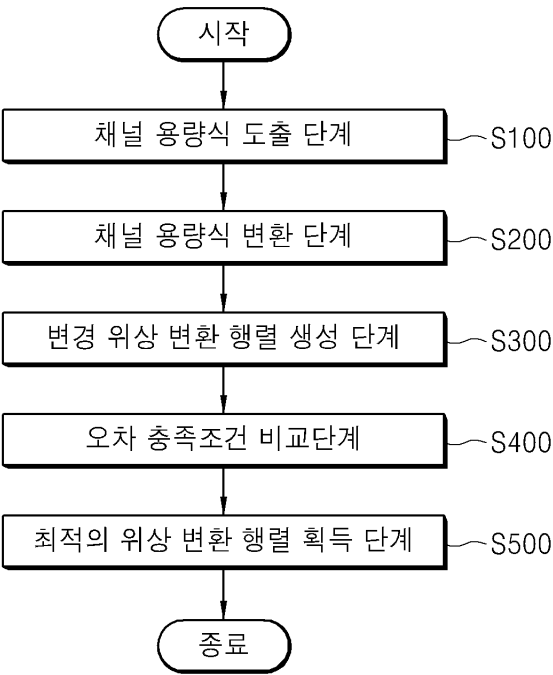 시작
채널 용량식 도출 단계
S100
채널 용량식 변환 단계
S200
변경 위상 변환 행렬 생성 단계
S300
오차 충족조건 비교단계
S400
최적의 위상 변환 행렬 획득 단계
S500
종료